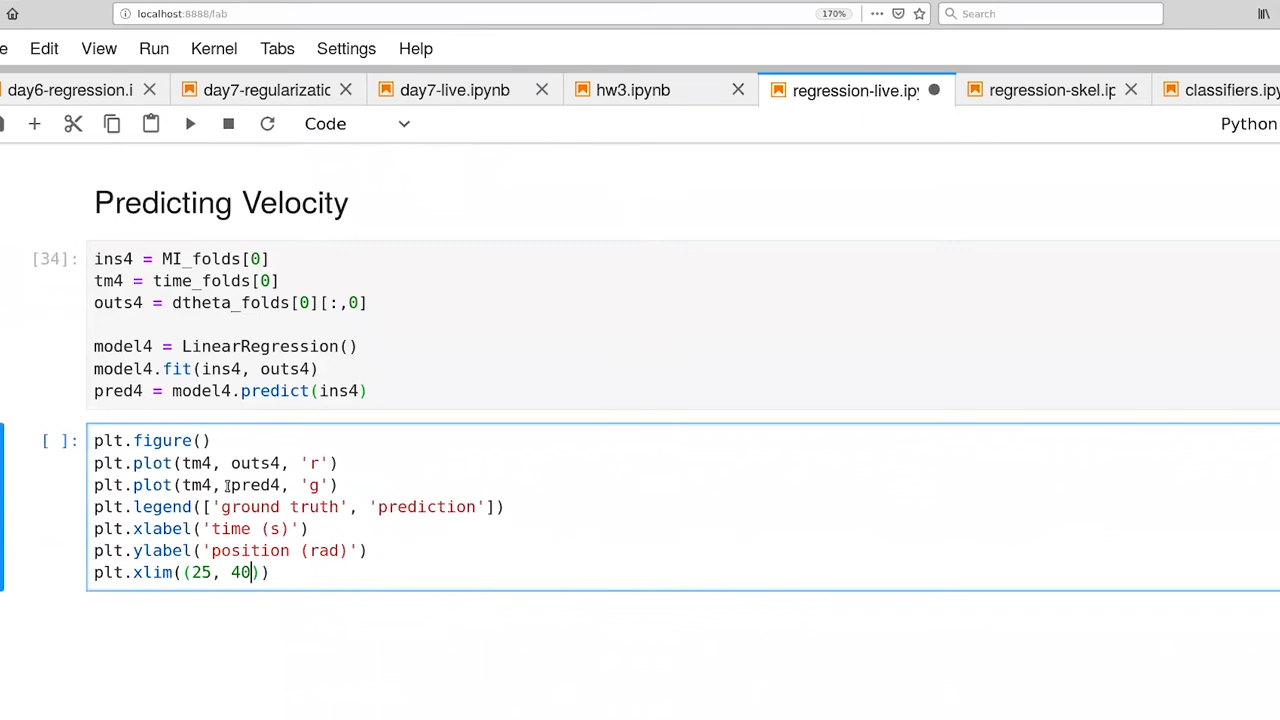 localhost:8888/lab 170% ••• Search
e Edit View Run Kernel Tabs Settings Help
day6-regression.i day7-regularizatic day7-live.ipynb hw3.ipynb regression-live.ipy regression-skel.ip classifiers.ipy
Code Python
Predicting Velocity
[34]: ins4 = MI_folds[0]
tm4 = time_folds[0]
outs4 = dtheta_folds[0][:,0]
model4 = LinearRegression()
model4.fit(ins4, outs4)
pred4 = model4.predict(ins4)
[ ]: plt.figure()
plt.plot(tm4, outs4, 'r')
plt.plot(tm4, pred4, 'g')
plt.legend(['ground truth', 'prediction'])
plt.xlabel('time (s)')
plt.ylabel('position (rad)')
plt.xlim((25, 40))